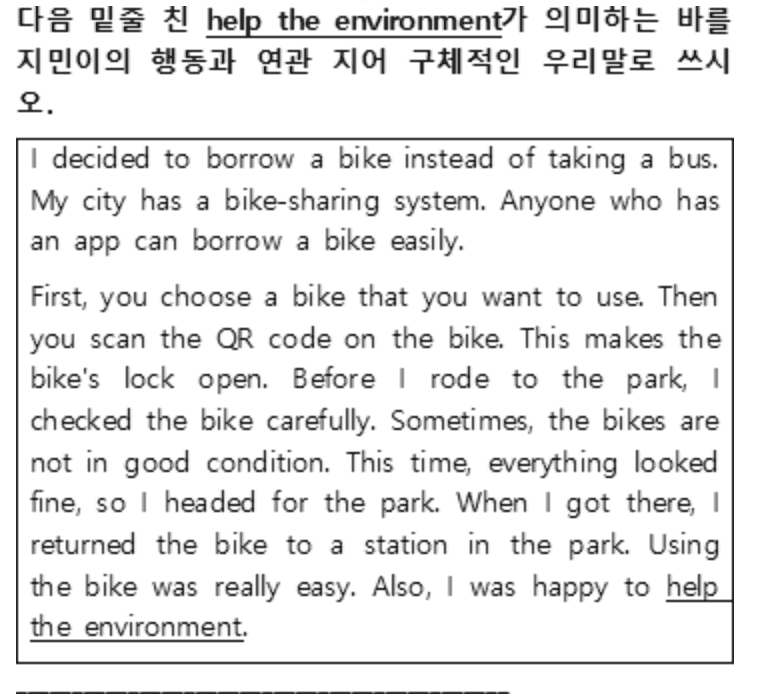 다음 밑줄 친 help the environment가 의미하는 바를
지민이의 행동과 연관 지어 구체적인 우리말로 쓰시
오.
I decided to borrow a bike instead of taking a bus.
My city has a bike-sharing system. Anyone who has
an app can borrow a bike easily.
First, you choose a bike that you want to use. Then
you scan the QR code on the bike. This makes the
bike's lock open. Before I rode to the park, I
checked the bike carefully. Sometimes, the bikes are
not in good condition. This time, everything looked
fine, so I headed for the park. When I got there, I
returned the bike to a station in the park. Using
the bike was really easy. Also, I was happy to help
the environment.